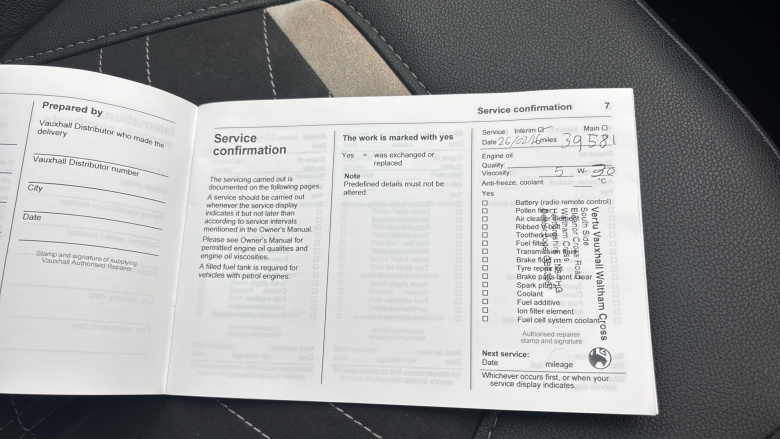 Prepared by
Vauxhall Distributor who made the
delivery
Vauxhall Distributor number
City
Date
Stamp and signature of supplying
Vauxhall Authorised Repairer
Service
confirmation
The servicing carried out is
documented on the following pages.
A service should be carried out
whenever the service display
indicates it but not later than
according to service intervals
mentioned in the Owner's Manual.
Please see Owner's Manual for
permitted engine oil qualities and
engine oil viscosities.
A filled fuel tank is required for
vehicles with petrol engines.
The work is marked with yes
Yes = was exchanged or
replaced
Note
Predefined details must not be
altered.
Service confirmation 7
Service: Interim Main
Date 26/02/26 miles 39581
Engine oil
Quality:
Viscosity: 5 W- 30
Anti-freeze, coolant °C
Yes
Battery (radio remote control)
Pollen filter
Air cleaner element
Ribbed V-belt
Toothed belt
Fuel filter
Transmission fluid
Brake fluid
Tyre repair kit
Brake pads front rear
Spark plugs
Coolant
Fuel additive
Ion filter element
Fuel cell system coolant
Vertu Vauxhall Waltham Cross
South Side
Eleanor Cross Road
Waltham Cross
Authorised repairer
stamp and signature
Next service:
Date mileage
Whichever occurs first, or when your
service display indicates.